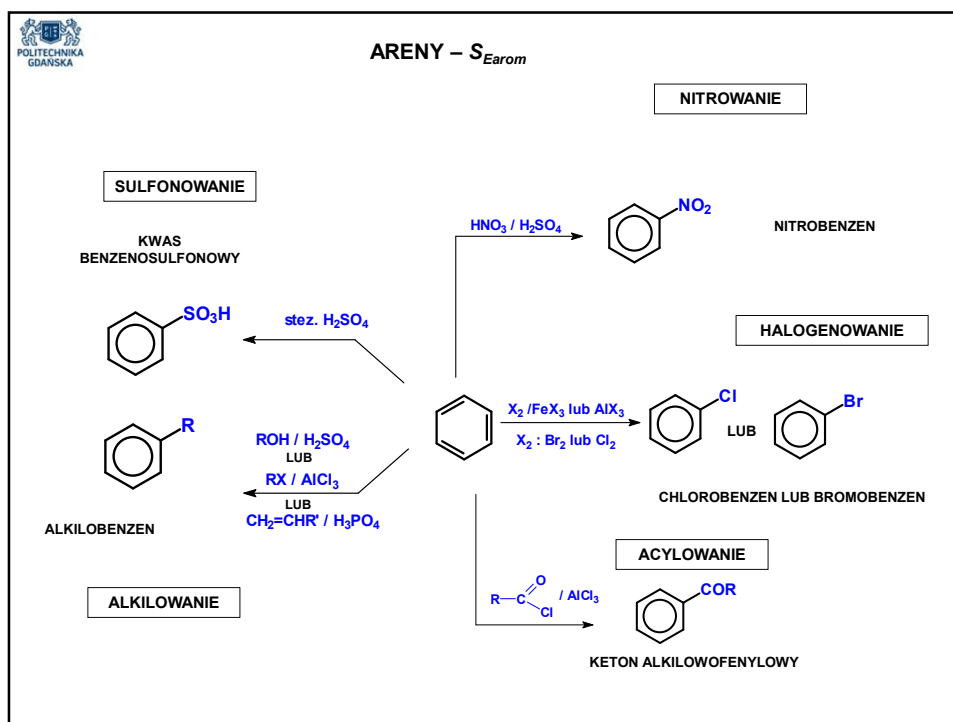 POLITECHNIKA
GDAŃSKA
ARENY – S_Earom
NITROWANIE
SULFONOWANIE
KWAS
BENZENOSULFONOWY
NO₂
HNO₃ / H₂SO₄
NITROBENZEN
SO₃H
stez. H₂SO₄
HALOGENOWANIE
Cl
Br
X₂ /FeX₃ lub AlX₃
LUB
X₂ : Br₂ lub Cl₂
CHLOROBENZEN LUB BROMOBENZEN
R
ROH / H₂SO₄
LUB
RX / AlCl₃
LUB
CH₂=CHR' / H₃PO₄
ALKILOBENZEN
ALKILOWANIE
ACYLOWANIE
O
R C / AlCl₃
Cl
COR
KETON ALKILOWOFENYLOWY